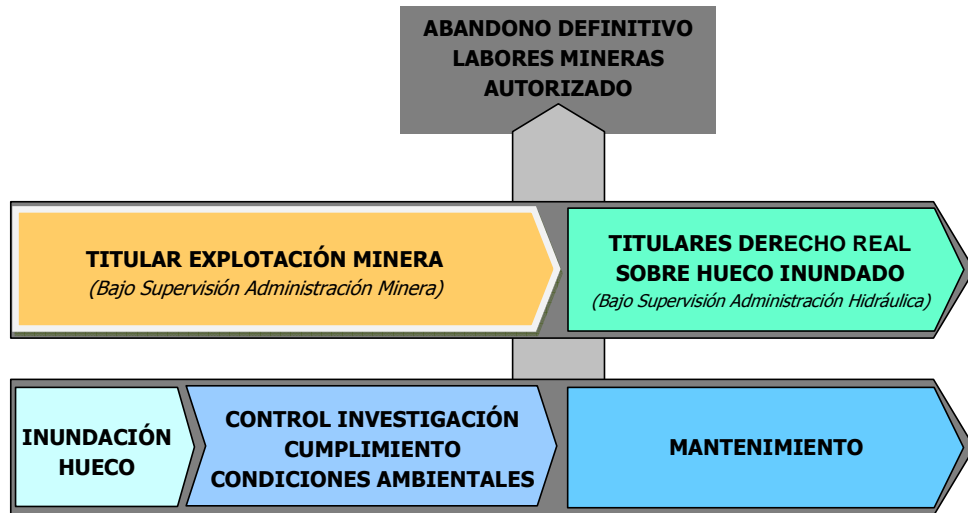 ABANDONO DEFINITIVO
LABORES MINERAS
AUTORIZADO
TITULAR EXPLOTACIÓN MINERA
(Bajo Supervisión Administración Minera)
TITULARES DERECHO REAL
SOBRE HUECO INUNDADO
(Bajo Supervisión Administración Hidráulica)
INUNDACIÓN
HUECO
CONTROL INVESTIGACIÓN
CUMPLIMIENTO
CONDICIONES AMBIENTALES
MANTENIMIENTO